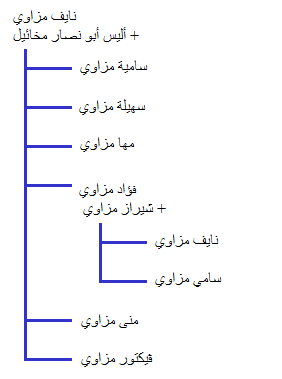 نايف مزاوي
+ أليس أبو نصار مخائيل
سامية مزاوي
سهيلة مزاوي
مها مزاوي
فؤاد مزاوي
+ شيراز مزاوي
نايف مزاوي
سامي مزاوي
منى مزاوي
ڤيكتور مزاوي